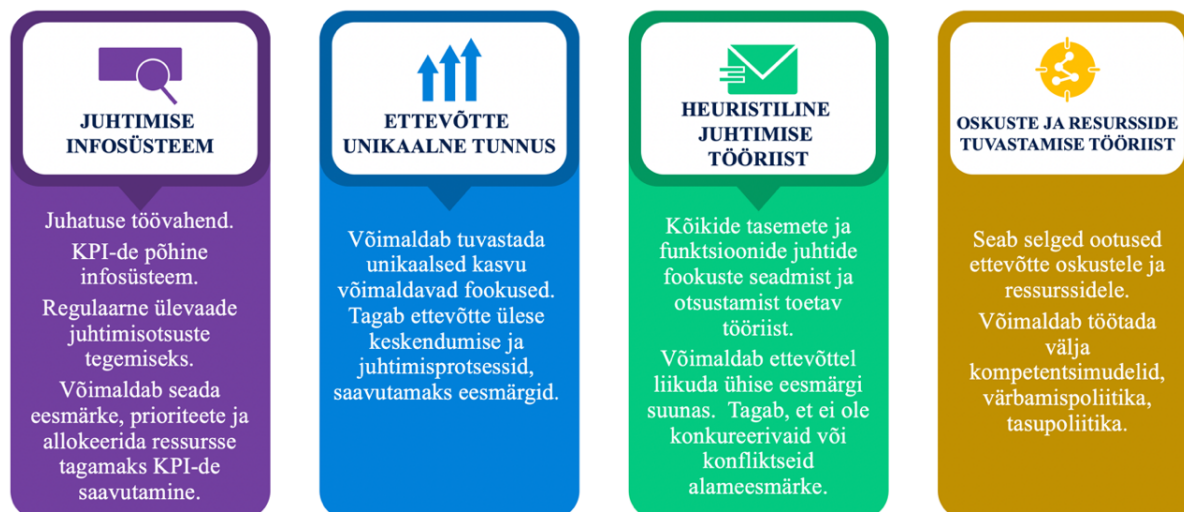 JUHTIMISE
INFOSÜSTEEM
Juhatuse töövahend.
KPI-de põhine
infosüsteem.
Regulaarne ülevaade
juhtimisotsuste
tegemiseks.
Võimaldab seada
eesmärke, prioriteete ja
allokeerida ressursse
tagamaks KPI-de
saavutamine.
ETTEVÕTTE
UNIKAALNE TUNNUS
Võimaldab tuvastada
unikaalsed kasvu
võimaldavad fookused.
Tagab ettevõtte ülese
keskendumise ja
juhtimisprotsessid,
saavutamaks eesmärgid.
HEURISTILINE
JUHTIMISE
TÖÖRIIST
Kõikide tasemete ja
funktsioonide juhtide
fookuste seadmist ja
otsustamist toetav
tööriist.
Võimaldab ettevõttel
liikuda ühise eesmärgi
suunas. Tagab, et ei ole
konkureerivaid või
konfliktseid
alameesmärke.
OSKUSTE JA RESURSSIDE
TUVASTAMISE TÖÖRIIST
Seab selged ootused
ettevõtte oskustele ja
ressurssidele.
Võimaldab töötada
välja
kompetentsimudelid,
värbamispoliitika,
tasupoliitika.